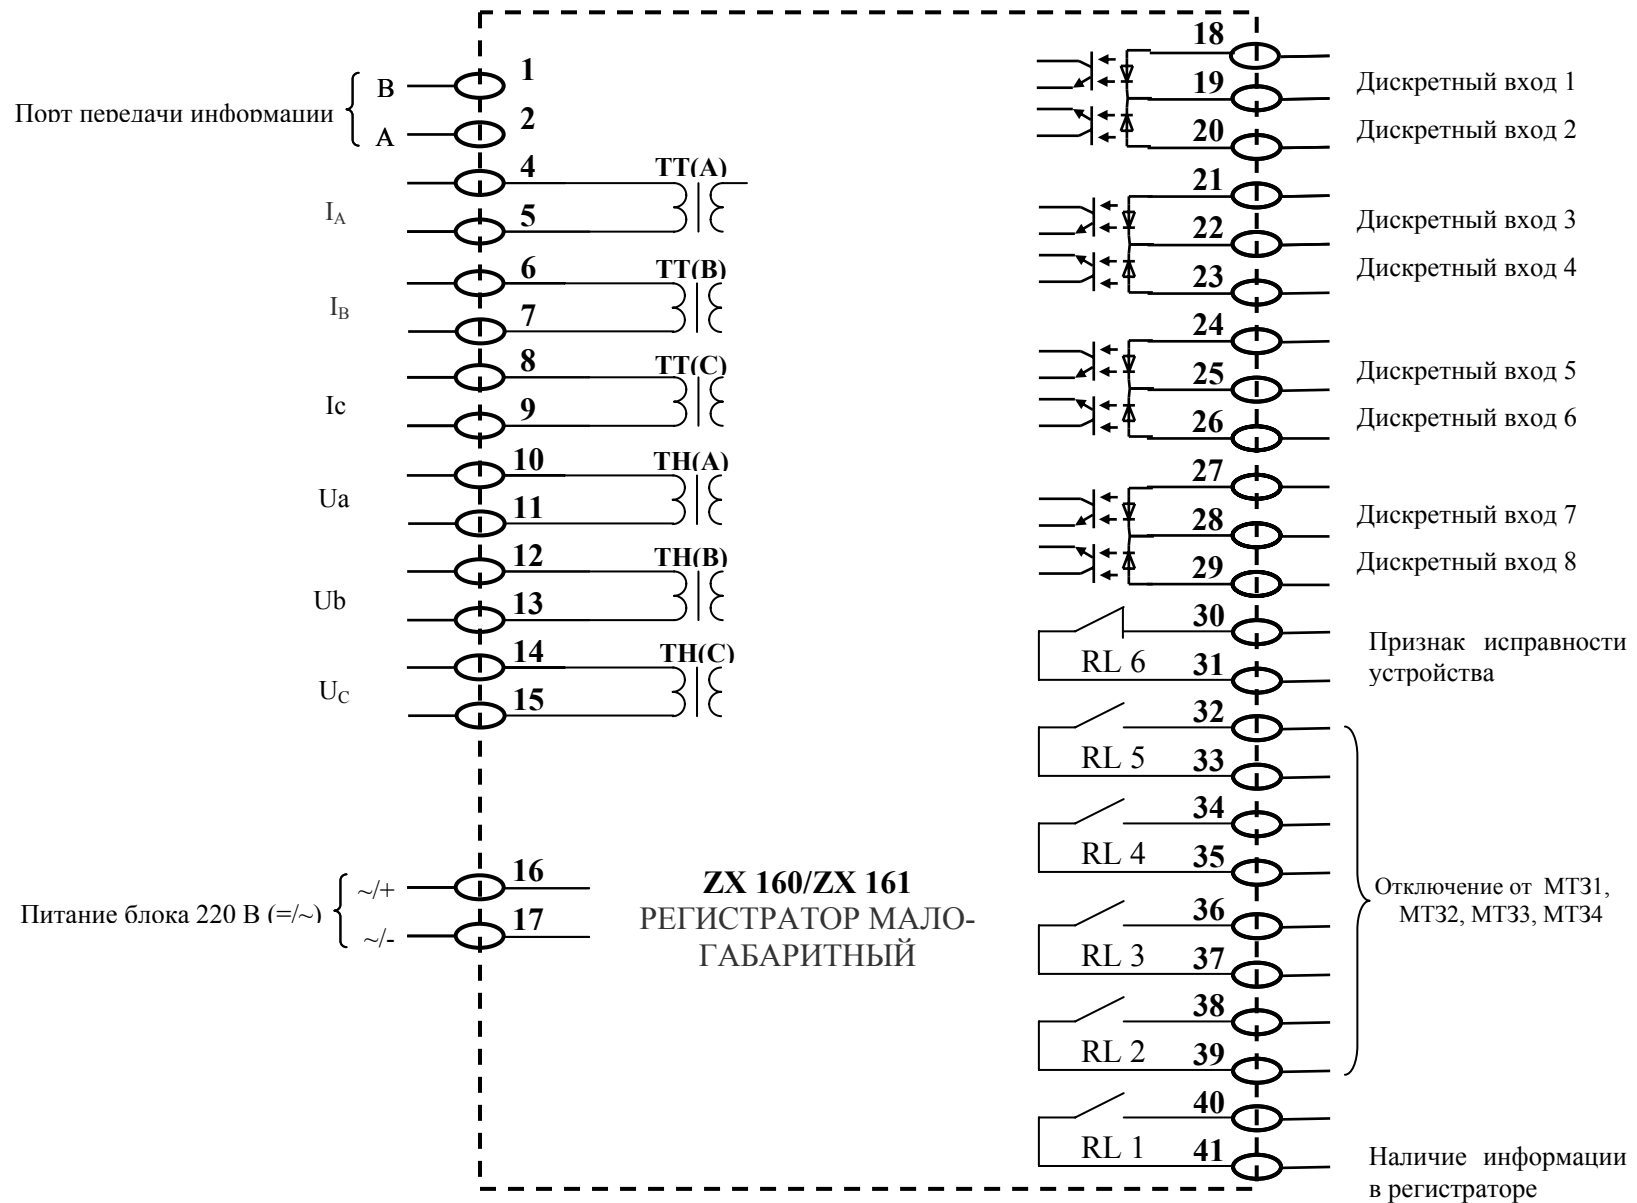 Порт передачи информации
B
A
1
2
4
TT(A)
I_A
5
6
TT(B)
I_B
7
8
TT(C)
Ic
9
10
TH(A)
Ua
11
12
TH(B)
Ub
13
14
TH(C)
U_C
15
Питание блока 220 В (=/~)
~/+
~/-
16
17
ZX 160/ZX 161
РЕГИСТРАТОР МАЛО-
ГАБАРИТНЫЙ
18
Дискретный вход 1
19
Дискретный вход 2
20
21
Дискретный вход 3
22
Дискретный вход 4
23
24
Дискретный вход 5
25
Дискретный вход 6
26
27
Дискретный вход 7
28
Дискретный вход 8
29
30
RL 6
31
Признак исправности
устройства
32
RL 5
33
34
RL 4
35
Отключение от МТЗ1,
МТЗ2, МТЗ3, МТЗ4
36
RL 3
37
38
RL 2
39
40
RL 1
41
Наличие информации
в регистраторе